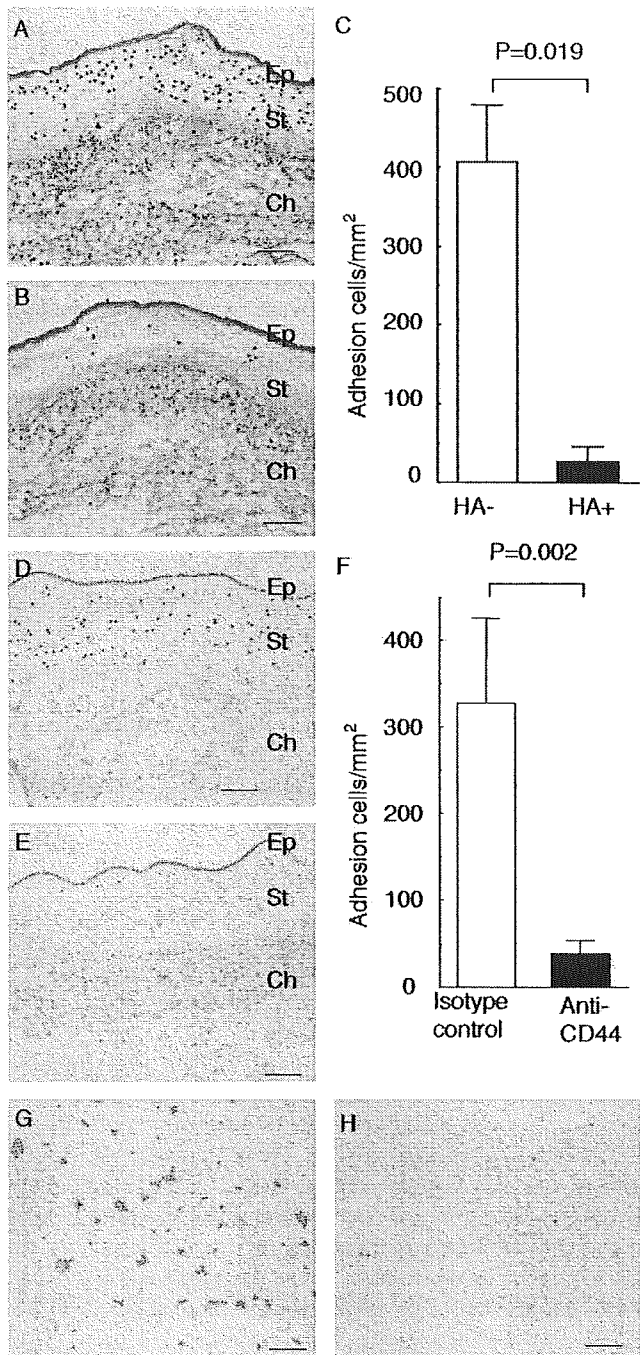 A
Ep
St
Ch
B
Ep
St
Ch
C
P=0.019
Adhesion cells/mm²
500
400
300
200
100
0
HA-
HA+
D
Ep
St
Ch
E
Ep
St
Ch
F
P=0.002
Adhesion cells/mm²
400
300
200
100
0
Isotype
control
Anti-
CD44
G
H